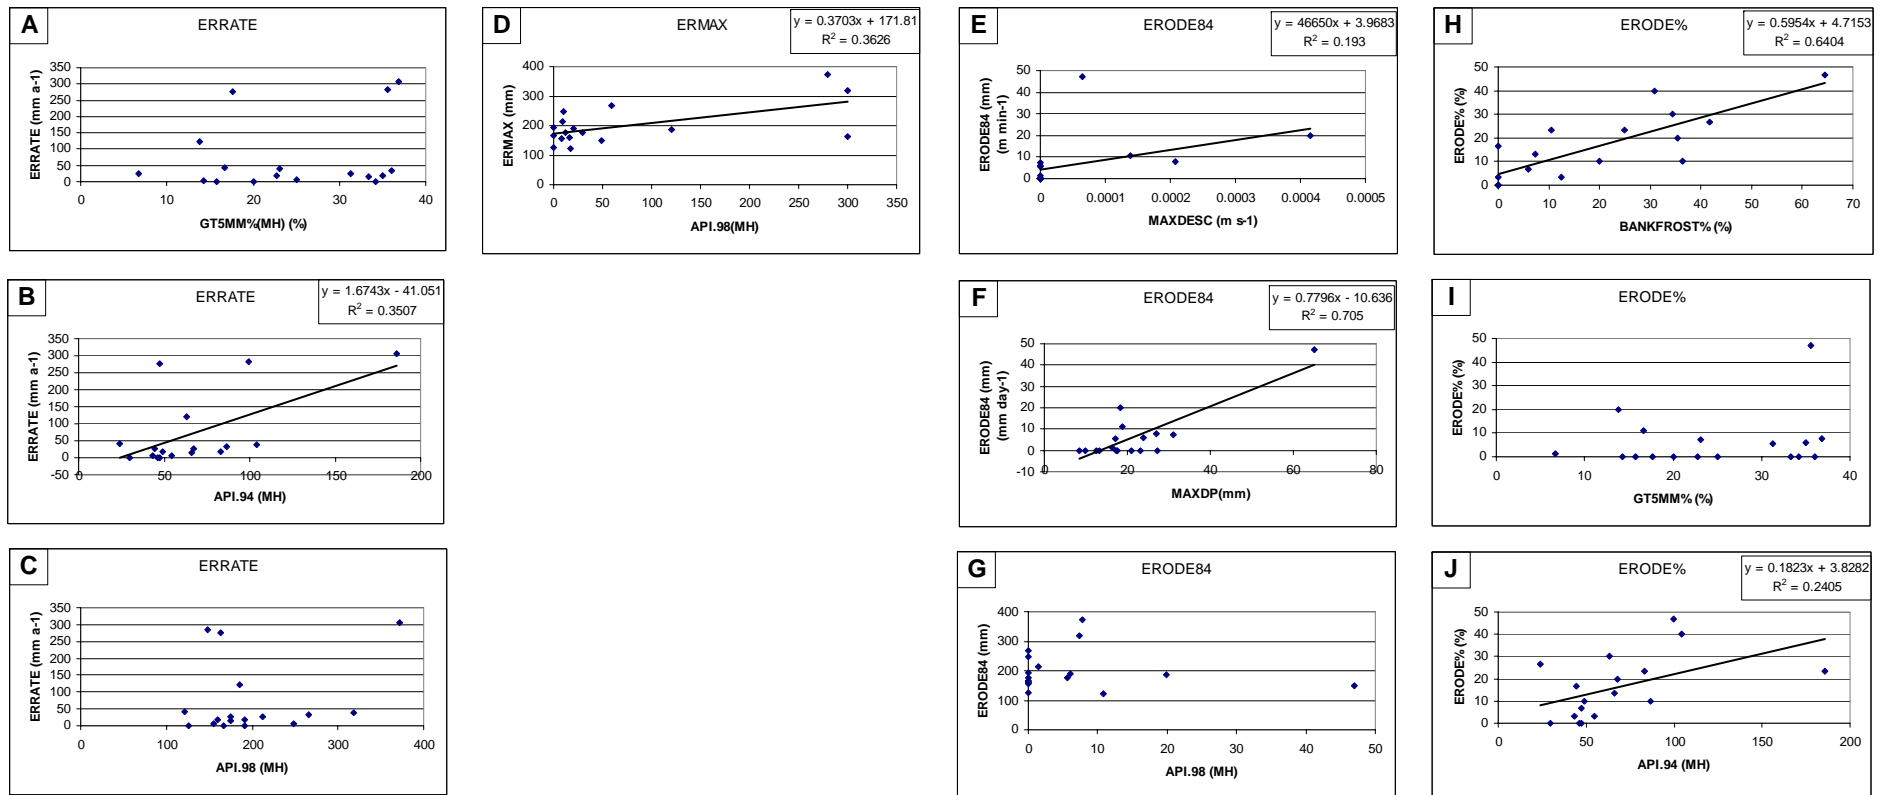 A
ERRATE
350
300
250
200
150
100
50
0
0 10 20 30 40
ERRATE (mm a-1)
GT5MM%(MH) (%)
D
ERMAX
y = 0.3703x + 171.81
R² = 0.3626
400
300
200
100
0
0 50 100 150 200 250 300 350
ERMAX (mm)
API.98(MH)
E
ERODE84
y = 46650x + 3.9683
R² = 0.193
50
40
30
20
10
0
0 0.0001 0.0002 0.0003 0.0004 0.0005
ERODE84 (mm)
(m min-1)
MAXDESC (m s-1)
H
ERODE%
y = 0.5954x + 4.7153
R² = 0.6404
50
40
30
20
10
0
0 10 20 30 40 50 60 70
ERODE% (%)
BANKFROST% (%)
B
ERRATE
y = 1.6743x - 41.051
R² = 0.3507
350
300
250
200
150
100
50
0
-50
0 50 100 150 200
ERRATE (mm a-1)
API.94 (MH)
F
ERODE84
y = 0.7796x - 10.636
R² = 0.705
50
40
30
20
10
0
-10
0 20 40 60 80
ERODE84 (mm)
(mm day-1)
MAXDP(mm)
I
ERODE%
50
40
30
20
10
0
0 10 20 30 40
ERODE% (%)
GT5MM% (%)
C
ERRATE
350
300
250
200
150
100
50
0
0 100 200 300 400
ERRATE (mm a-1)
API.98 (MH)
G
ERODE84
400
300
200
100
0
0 10 20 30 40 50
ERODE84 (mm)
API.98 (MH)
J
ERODE%
y = 0.1823x + 3.8282
R² = 0.2405
50
40
30
20
10
0
0 50 100 150 200
ERODE% (%)
API.94 (MH)